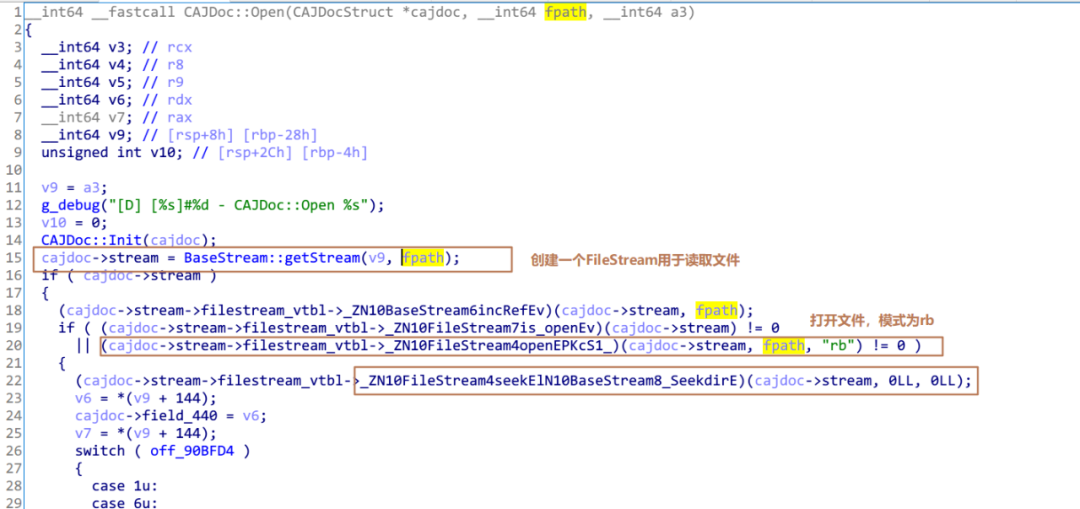 1 __int64 __fastcall CAJDoc::Open(CAJDocStruct *cajdoc, __int64 fpath, __int64 a3)
2 {
3 __int64 v3; // rcx
4 __int64 v4; // r8
5 __int64 v5; // r9
6 __int64 v6; // rdx
7 __int64 v7; // rax
8 __int64 v9; // [rsp+8h] [rbp-28h]
9 unsigned int v10; // [rsp+2Ch] [rbp-4h]
10
11 v9 = a3;
12 g_debug("[D] [%s]#%d - CAJDoc::Open %s");
13 v10 = 0;
14 CAJDoc::Init(cajdoc);
15 cajdoc->stream = BaseStream::getStream(v9, fpath); 创建一个FileStream用于读取文件
16 if ( cajdoc->stream )
17 {
18 (cajdoc->stream->filestream_vtbl->_ZN10BaseStream6incRefEv)(cajdoc->stream, fpath);
19 if ( (cajdoc->stream->filestream_vtbl->_ZN10FileStream7is_openEv)(cajdoc->stream) != 0 打开文件，模式为rb
20 || (cajdoc->stream->filestream_vtbl->_ZN10FileStream4openEPKcS1_)(cajdoc->stream, fpath, "rb") != 0 )
21 {
22 (cajdoc->stream->filestream_vtbl->_ZN10FileStream4seekElN10BaseStream8_SeekdirE)(cajdoc->stream, 0LL, 0LL);
23 v6 = *(v9 + 144);
24 cajdoc->field_440 = v6;
25 v7 = *(v9 + 144);
26 switch ( off_90BFD4 )
27 {
28 case 1u:
29 case 6u: